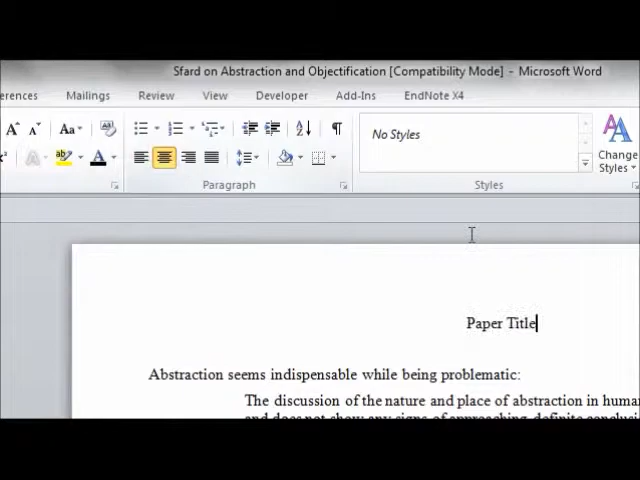 Sfard on Abstraction and Objectification [Compatibility Mode] - Microsoft Word
erences Mailings Review View Developer Add-Ins EndNote X4
No Styles
Change
Styles
Paragraph
Styles
Paper Title
Abstraction seems indispensable while being problematic:
The discussion of the nature and place of abstraction in huma
and does not show any signs of approaching definite conclusi